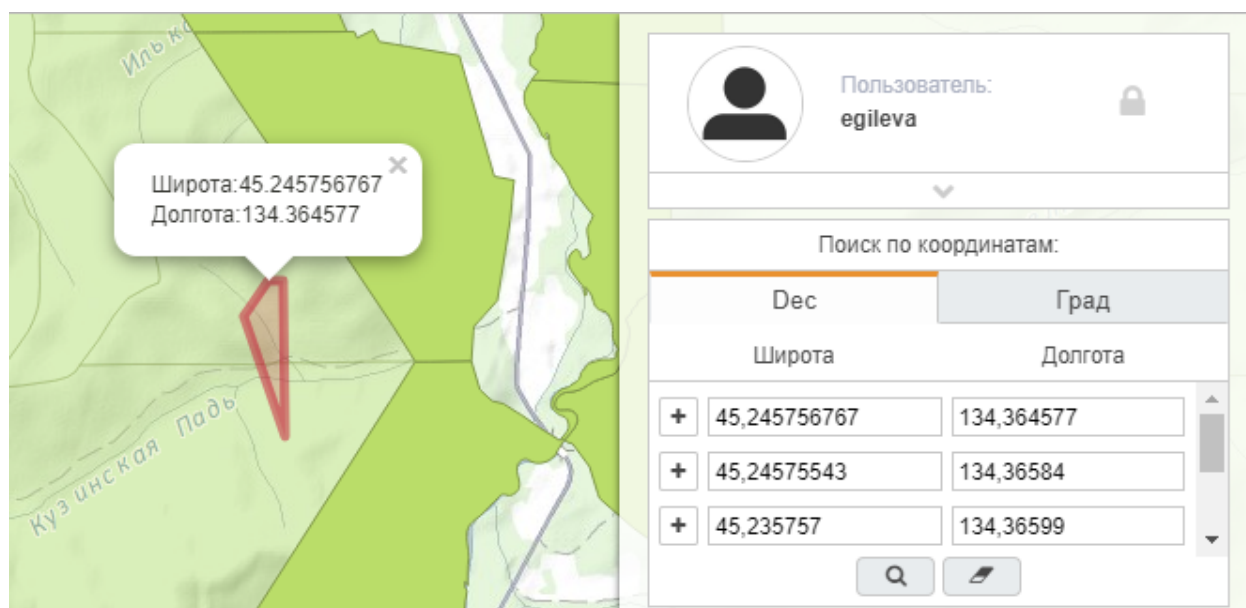 Илька
Широта:45.245756767
Долгота:134.364577
Кузинская Падь
Пользователь:
egileva
Поиск по координатам:
Dec
Град
Широта
Долгота
45,245756767
134,364577
45,24575543
134,36584
45,235757
134,36599